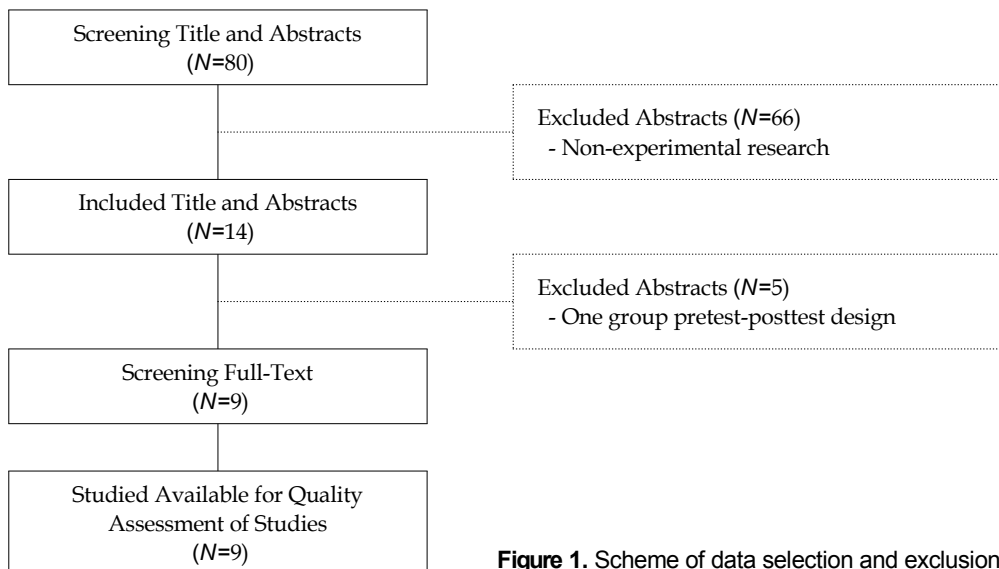 Screening Title and Abstracts
(N=80)
Excluded Abstracts (N=66)
- Non-experimental research
Included Title and Abstracts
(N=14)
Excluded Abstracts (N=5)
- One group pretest-posttest design
Screening Full-Text
(N=9)
Studied Available for Quality
Assessment of Studies
(N=9)
Figure 1. Scheme of data selection and exclusion